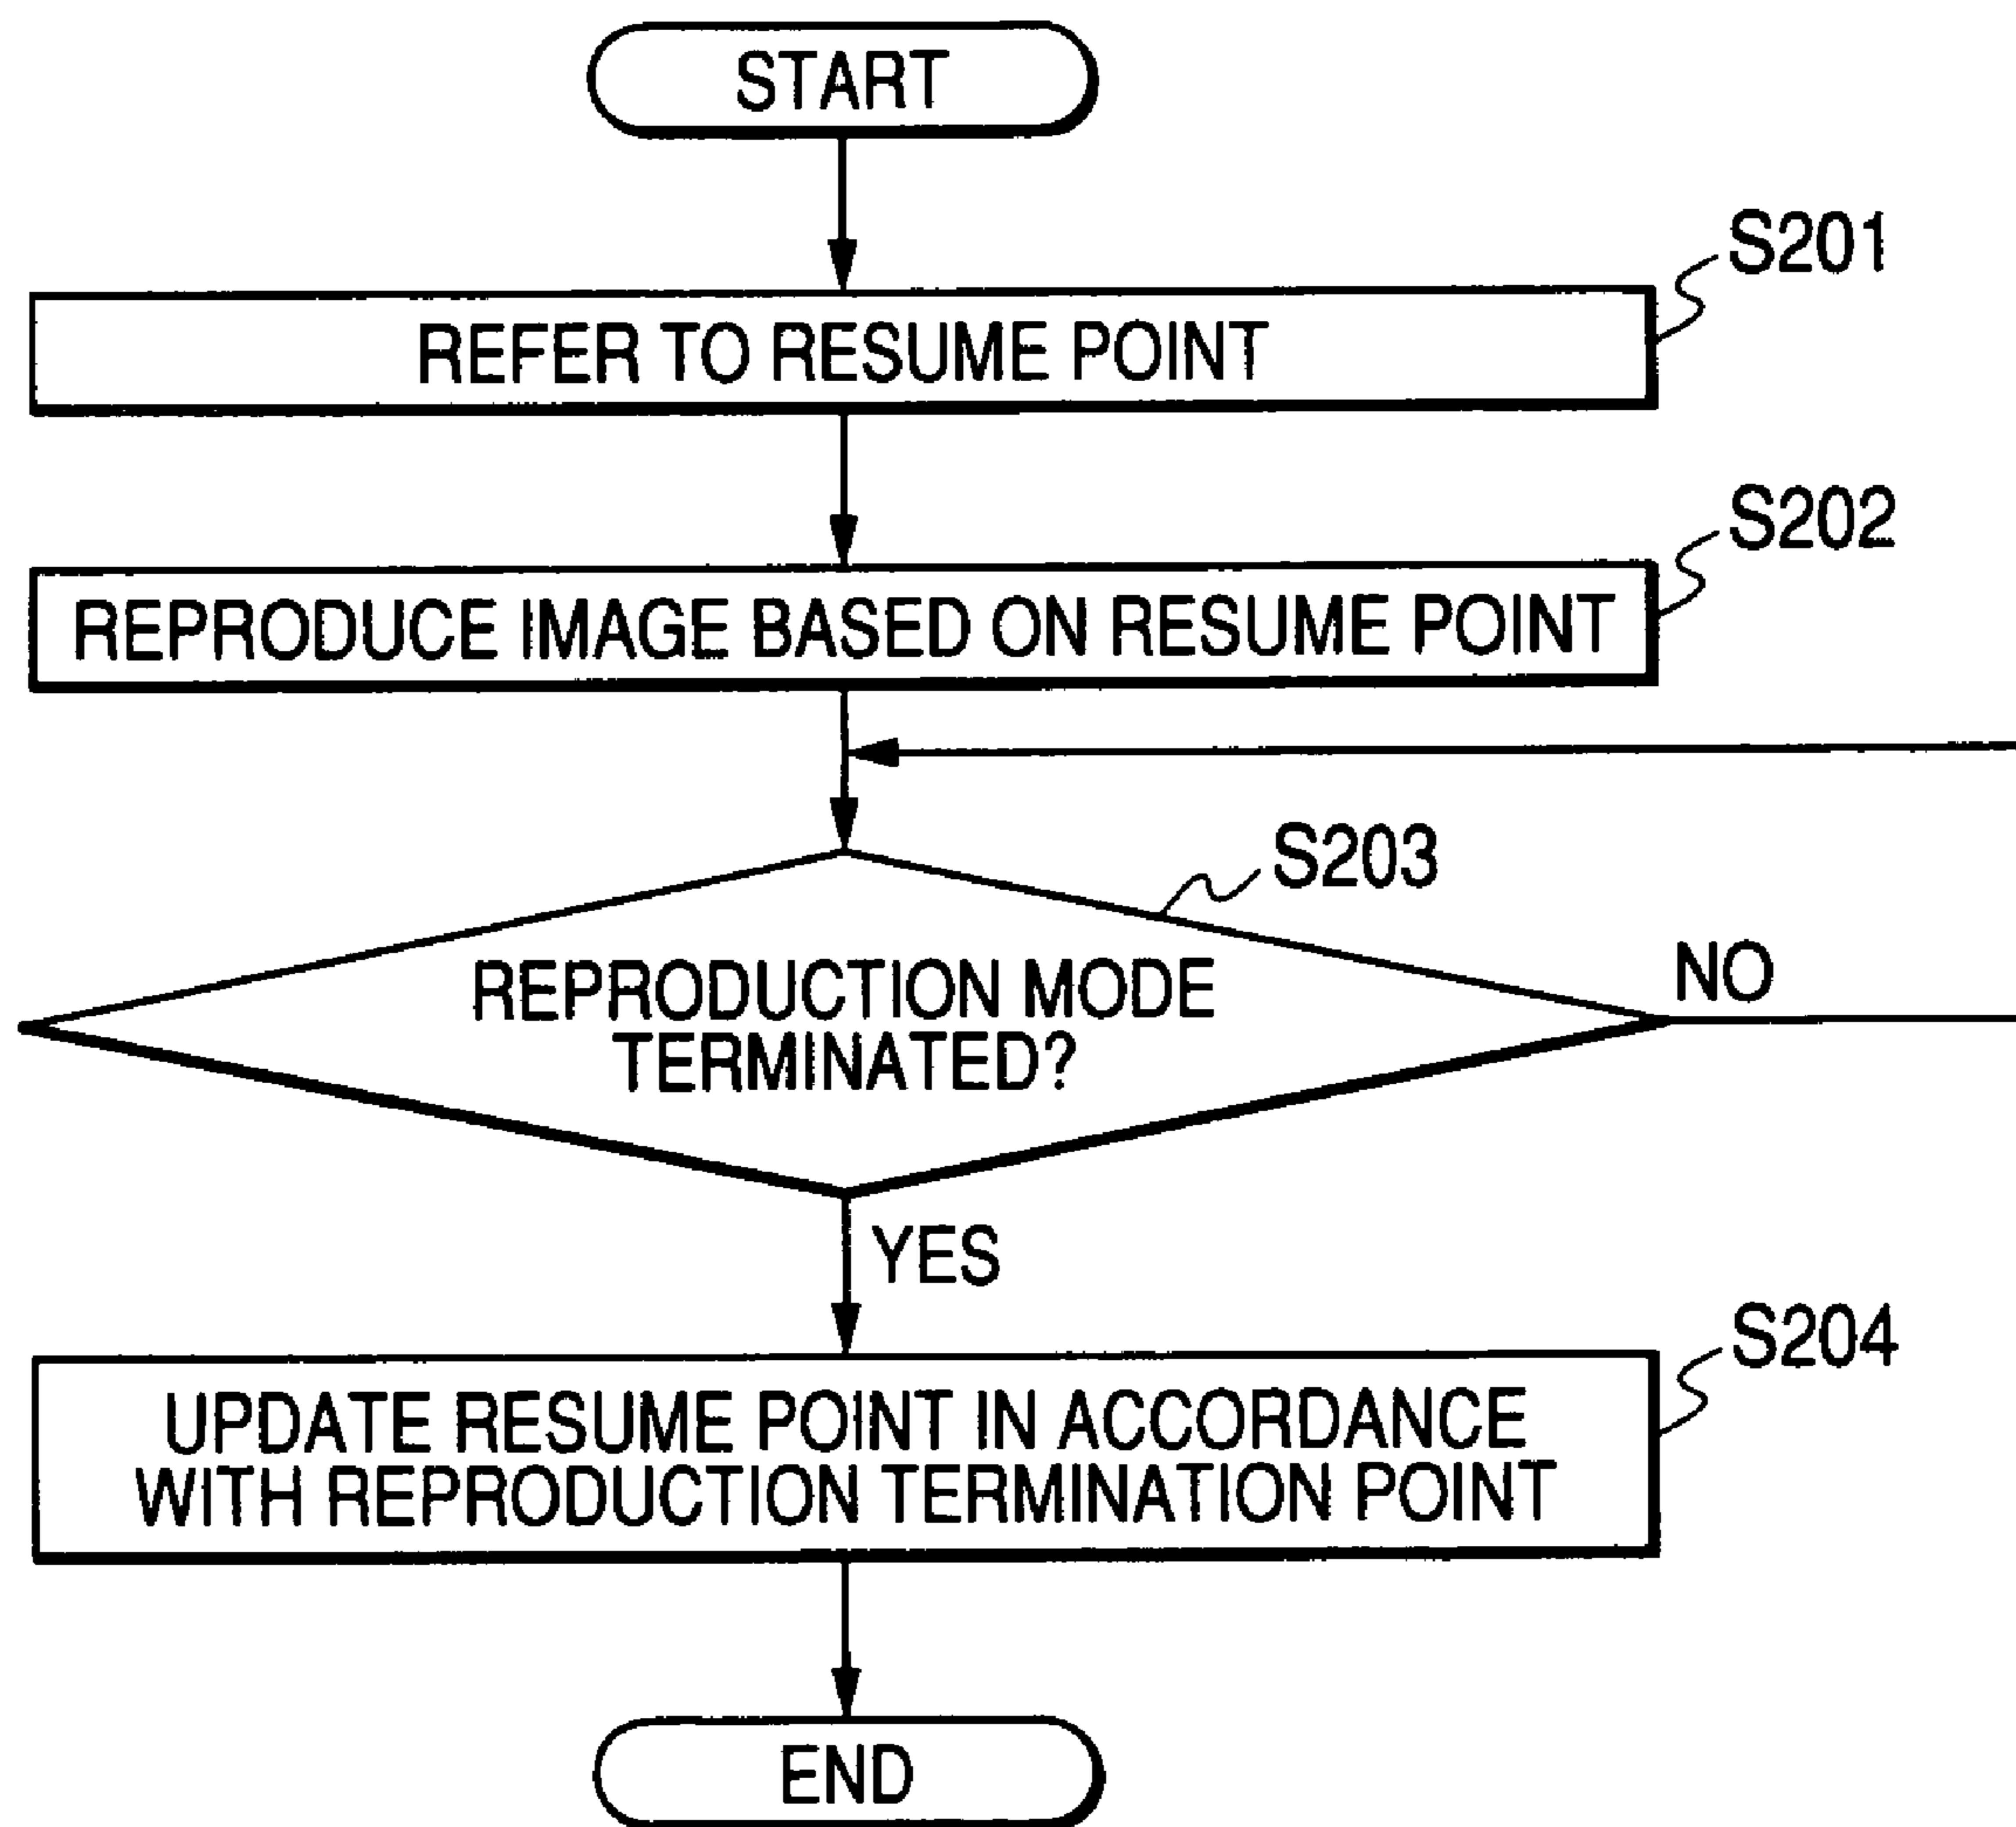 START
S201
REFER TO RESUME POINT
S202
REPRODUCE IMAGE BASED ON RESUME POINT
S203
REPRODUCTION MODE
TERMINATED?
NO
YES
S204
UPDATE RESUME POINT IN ACCORDANCE
WITH REPRODUCTION TERMINATION POINT
END